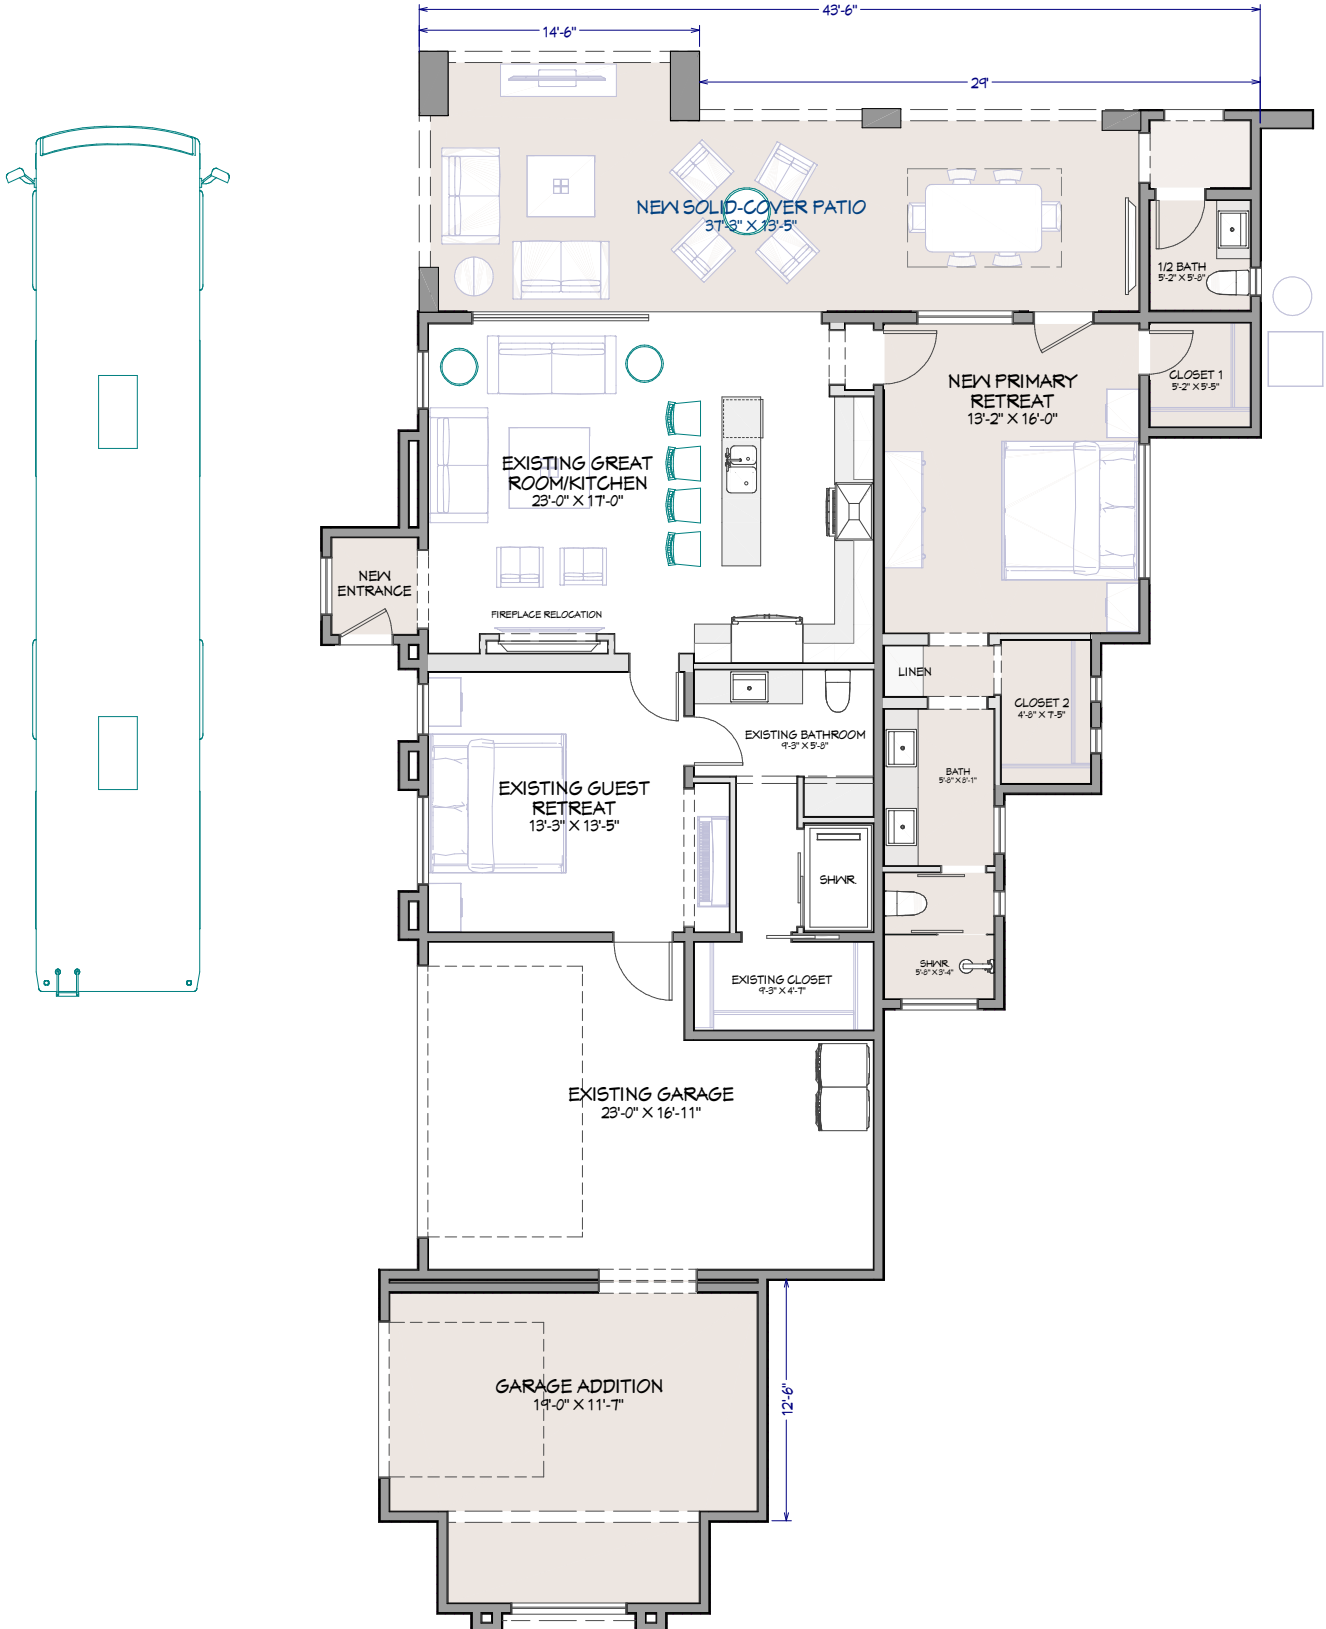 43'-6"
14'-6"
29'
NEW SOLID-COVER PATIO
37'-3" X 13'-5"
1/2 BATH
5'-2" X 5'-8"
CLOSET 1
5'-2" X 5'-5"
NEW PRIMARY
RETREAT
13'-2" X 16'-0"
EXISTING GREAT
ROOM/KITCHEN
23'-0" X 17'-0"
NEW
ENTRANCE
FIREPLACE RELOCATION
LINEN
CLOSET 2
4'-8" X 7'-5"
EXISTING BATHROOM
9'-3" X 5'-8"
BATH
5'-8" X 8'-1"
EXISTING GUEST
RETREAT
13'-3" X 13'-5"
SHWR.
SHWR.
5'-8" X 3'-4"
EXISTING CLOSET
9'-3" X 4'-7"
EXISTING GARAGE
23'-0" X 16'-11"
GARAGE ADDITION
19'-0" X 11'-7"
12'-6"